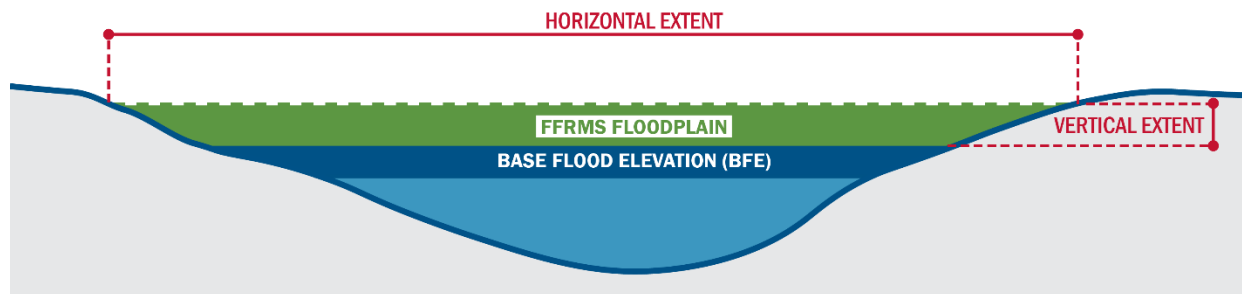 HORIZONTAL EXTENT
FFRMS FLOODPLAIN
VERTICAL EXTENT
BASE FLOOD ELEVATION (BFE)